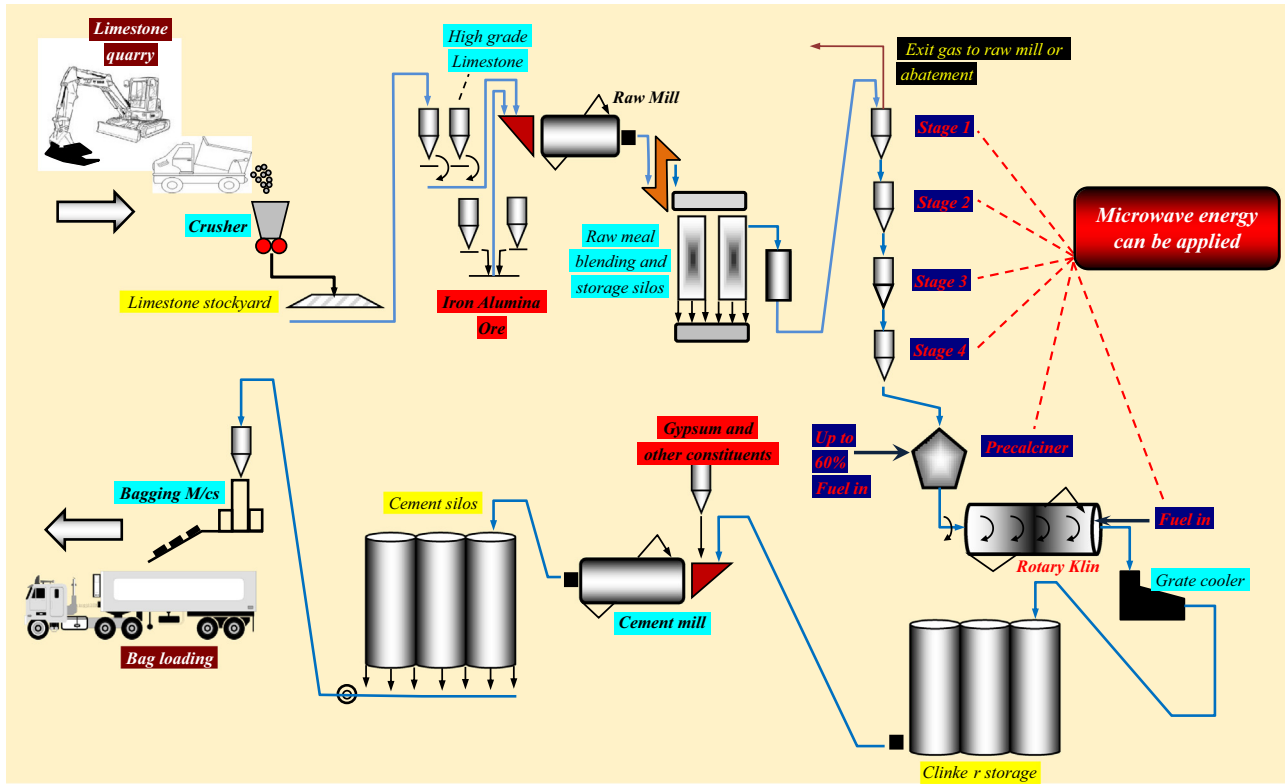 Limestone
quarry
High grade
Limestone
Exit gas to raw mill or
abatement
Raw Mill
Stage 1
Stage 2
Microwave energy
can be applied
Crusher
Raw meal
blending and
storage silos
Limestone stockyard
Iron Alumina
Ore
Stage 3
Stage 4
Gypsum and
other constituents
Up to
60%
Fuel in
Precalciner
Bagging M/cs
Cement silos
Fuel in
Rotary Klin
Grate cooler
Cement mill
Bag loading
Clinke r storage